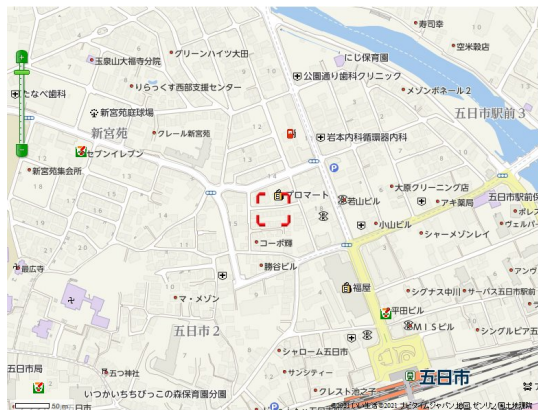 寿司幸
グリーンハイツ大田
玉泉山大福寺分院
空米穀店
にじ保育園
公園通り歯科クリニック
りらっくす西部支援センター
メゾンボネール2
たなべ歯科
五日市駅前3
新宮苑庭球場
新宮苑
クレール新宮苑
岩本内科循環器内科
セブンイレブン
新宮苑集会所
大原クリーニング店
プロマート
若山ビル
アキ薬局
五日市駅前保
小山ビル
シャーメゾンレイ
コーポ輝
勝谷ビル
最広寺
福屋
シグナス中川
サーパス五日市駅前
マ・メゾン
平田ビル
五日市2
MISビル
シングルピア五
シャローム五日市
五日市局
五つ神社
サンシティー
五日市
いつかいちちびっこの森保育園分園
クレスト池之子
50m